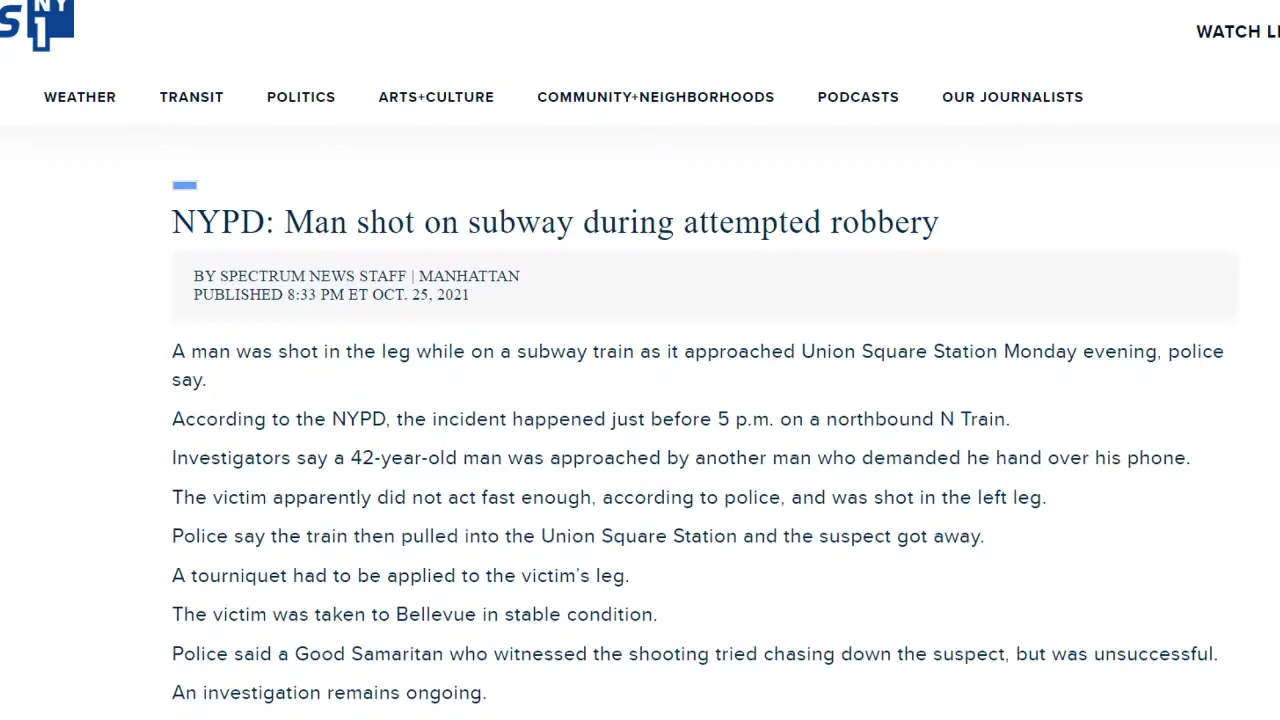 S NY
1
WATCH LI
WEATHER TRANSIT POLITICS ARTS+CULTURE COMMUNITY+NEIGHBORHOODS PODCASTS OUR JOURNALISTS
NYPD: Man shot on subway during attempted robbery
BY SPECTRUM NEWS STAFF | MANHATTAN
PUBLISHED 8:33 PM ET OCT. 25, 2021
A man was shot in the leg while on a subway train as it approached Union Square Station Monday evening, police
say.
According to the NYPD, the incident happened just before 5 p.m. on a northbound N Train.
Investigators say a 42-year-old man was approached by another man who demanded he hand over his phone.
The victim apparently did not act fast enough, according to police, and was shot in the left leg.
Police say the train then pulled into the Union Square Station and the suspect got away.
A tourniquet had to be applied to the victim’s leg.
The victim was taken to Bellevue in stable condition.
Police said a Good Samaritan who witnessed the shooting tried chasing down the suspect, but was unsuccessful.
An investigation remains ongoing.